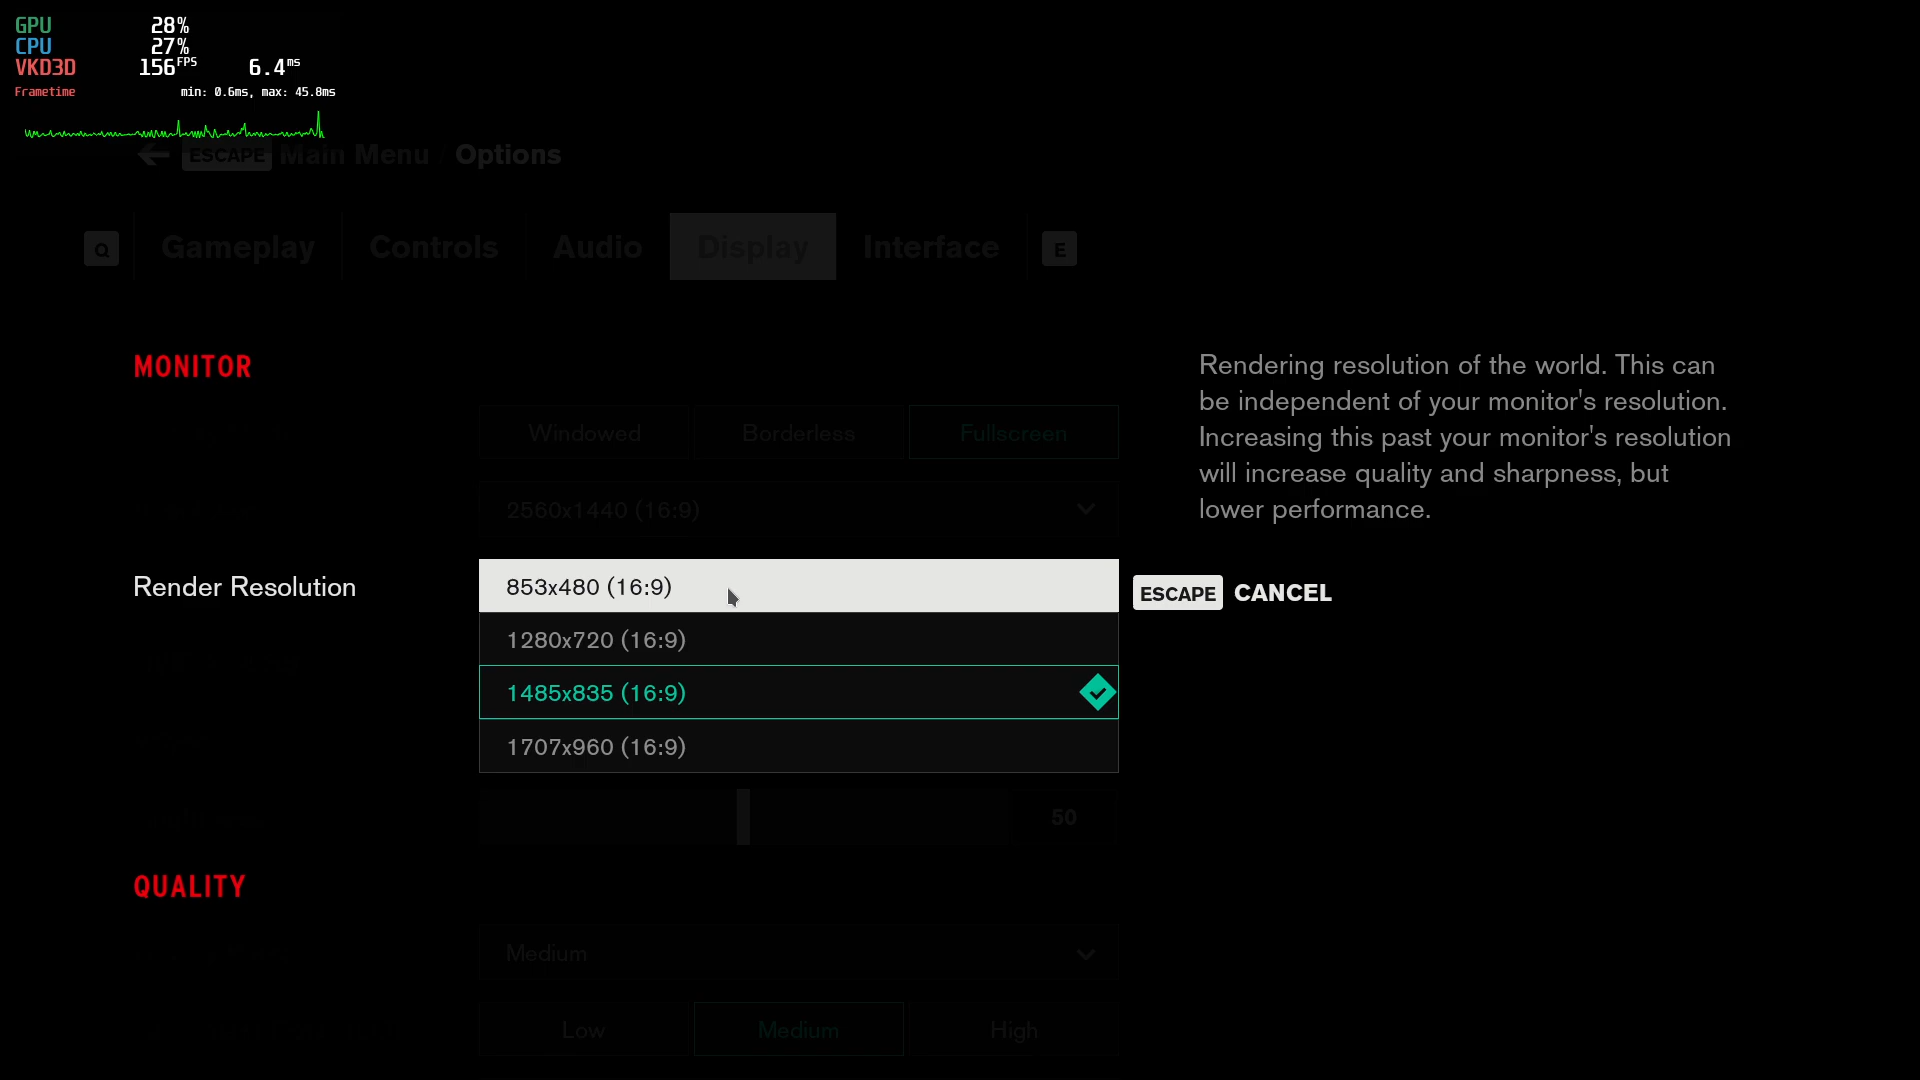 GPU 28%
CPU 27%
VKD3D 156FPS 6.4ms
Frametime min: 0.6ms, max: 45.8ms
ESCAPE Main Menu / Options
Q Gameplay Controls Audio Display Interface E
MONITOR
Windowed Borderless Fullscreen
2560x1440 (16:9)
Render Resolution
853x480 (16:9)
1280x720 (16:9)
1485x835 (16:9)
1707x960 (16:9)
ESCAPE CANCEL
Rendering resolution of the world. This can
be independent of your monitor's resolution.
Increasing this past your monitor's resolution
will increase quality and sharpness, but
lower performance.
50
QUALITY
Medium
Low Medium High